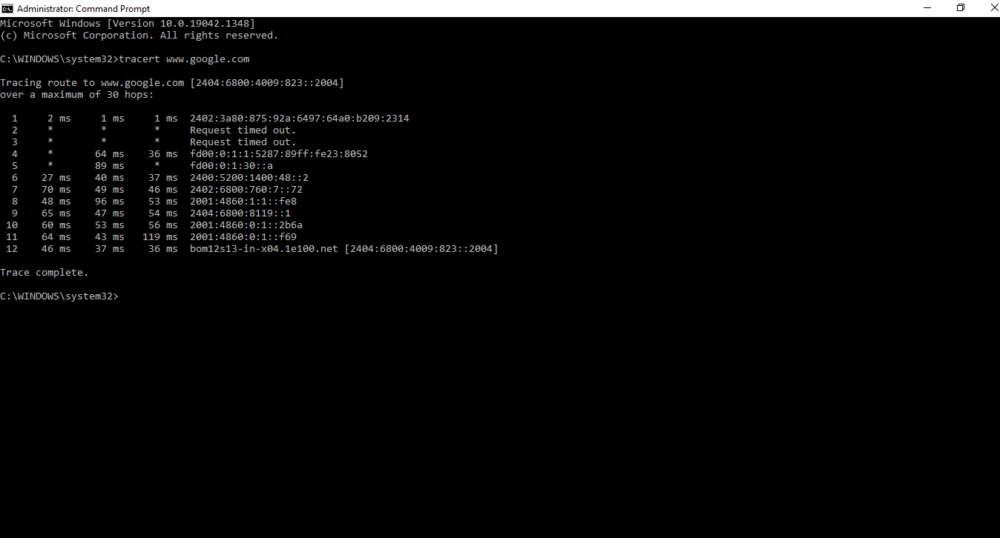 Administrator: Command Prompt
Microsoft Windows [Version 10.0.19042.1348]
(c) Microsoft Corporation. All rights reserved.
C:\WINDOWS\system32>tracert www.google.com
Tracing route to www.google.com [2404:6800:4009:823::2004]
over a maximum of 30 hops:
  1     2 ms     1 ms     1 ms  2402:3a80:875:92a:6497:64a0:b209:2314
  2     *        *        *     Request timed out.
  3     *        *        *     Request timed out.
  4     *       64 ms    36 ms  fd00:0:1:1:5287:89ff:fe23:8052
  5     *       89 ms     *     fd00:0:1:30::a
  6    27 ms    40 ms    37 ms  2400:5200:1400:48::2
  7    70 ms    49 ms    46 ms  2402:6800:760:7::72
  8    48 ms    96 ms    53 ms  2001:4860:1:1::fe8
  9    65 ms    47 ms    54 ms  2404:6800:8119::1
 10    60 ms    53 ms    56 ms  2001:4860:0:1::2b6a
 11    64 ms    43 ms   119 ms  2001:4860:0:1::f69
 12    46 ms    37 ms    36 ms  bom12s13-in-x04.1e100.net [2404:6800:4009:823::2004]
Trace complete.
C:\WINDOWS\system32>